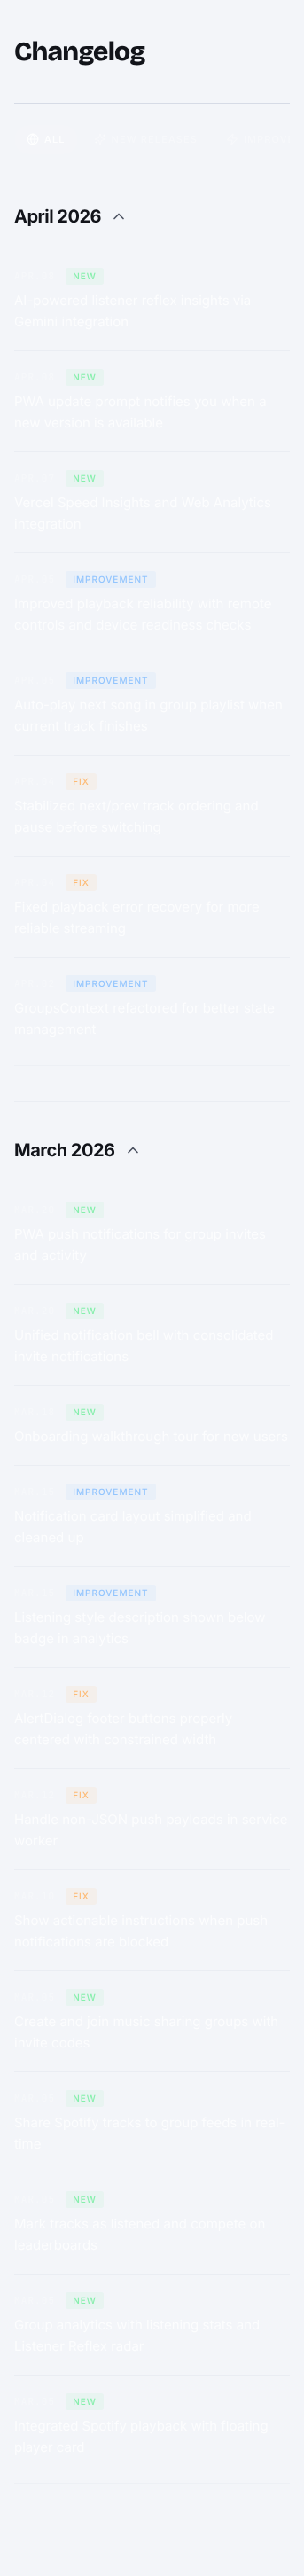 Changelog
ALL
April 2026
NEW
AI-powered listener reflex insights via
Gemini integration
NEW
PWA update prompt notifies you when a
new version is available
NEW
Vercel Speed Insights and Web Analytics
integration
IMPROVEMENT
Improved playback reliability with remote
controls and device readiness checks
IMPROVEMENT
Auto-play next song in group playlist when
current track finishes
FIX
Stabilized next/prev track ordering and
pause before switching
FIX
Fixed playback error recovery for more
reliable streaming
IMPROVEMENT
GroupsContext refactored for better state
management
March 2026
NEW
PWA push notifications for group invites
and activity
NEW
Unified notification bell with consolidated
invite notifications
NEW
Onboarding walkthrough tour for new users
IMPROVEMENT
Notification card layout simplified and
cleaned up
IMPROVEMENT
Listening style description shown below
badge in analytics
FIX
AlertDialog footer buttons properly
centered with constrained width
FIX
Handle non-JSON push payloads in service
worker
FIX
Show actionable instructions when push
notifications are blocked
NEW
Create and join music sharing groups with
invite codes
NEW
Share Spotify tracks to group feeds in real-
time
NEW
Mark tracks as listened and compete on
leaderboards
NEW
Group analytics with listening stats and
Listener Reflex radar
NEW
Integrated Spotify playback with floating
player card